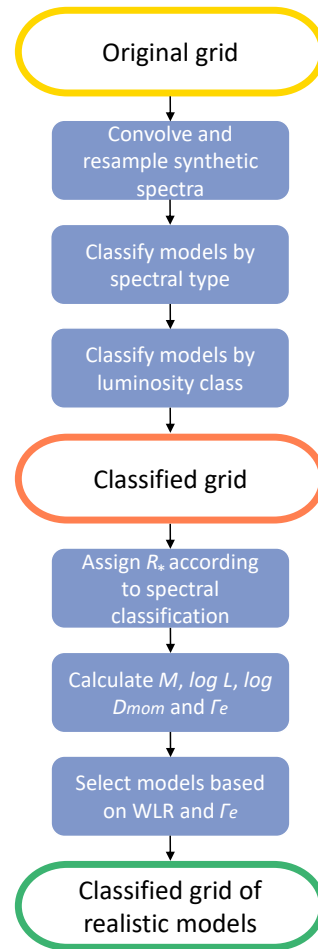 Original grid
Convolve and
resample synthetic
spectra
Classify models by
spectral type
Classify models by
luminosity class
Classified grid
Assign R* according
to spectral
classification
Calculate M, log L, log
Dmom and Γe
Select models based
on WLR and Γe
Classified grid of
realistic models